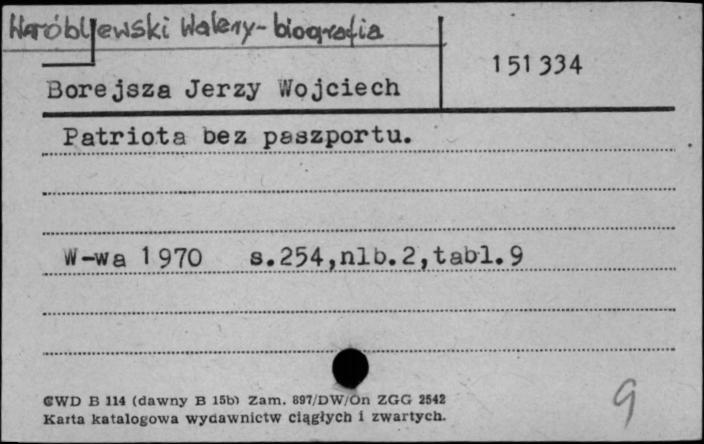 Wróblewski Walery - biografia
151334
Borejsza Jerzy Wojciech
Patriota bez paszportu.
W-wa 1970 s.254,nlb.2,tabl.9
CWD B 114 (dawny B 15b) Zam. 897/DW/On ZGG 2542
Karta katalogowa wydawnictw ciągłych i zwartych.
9